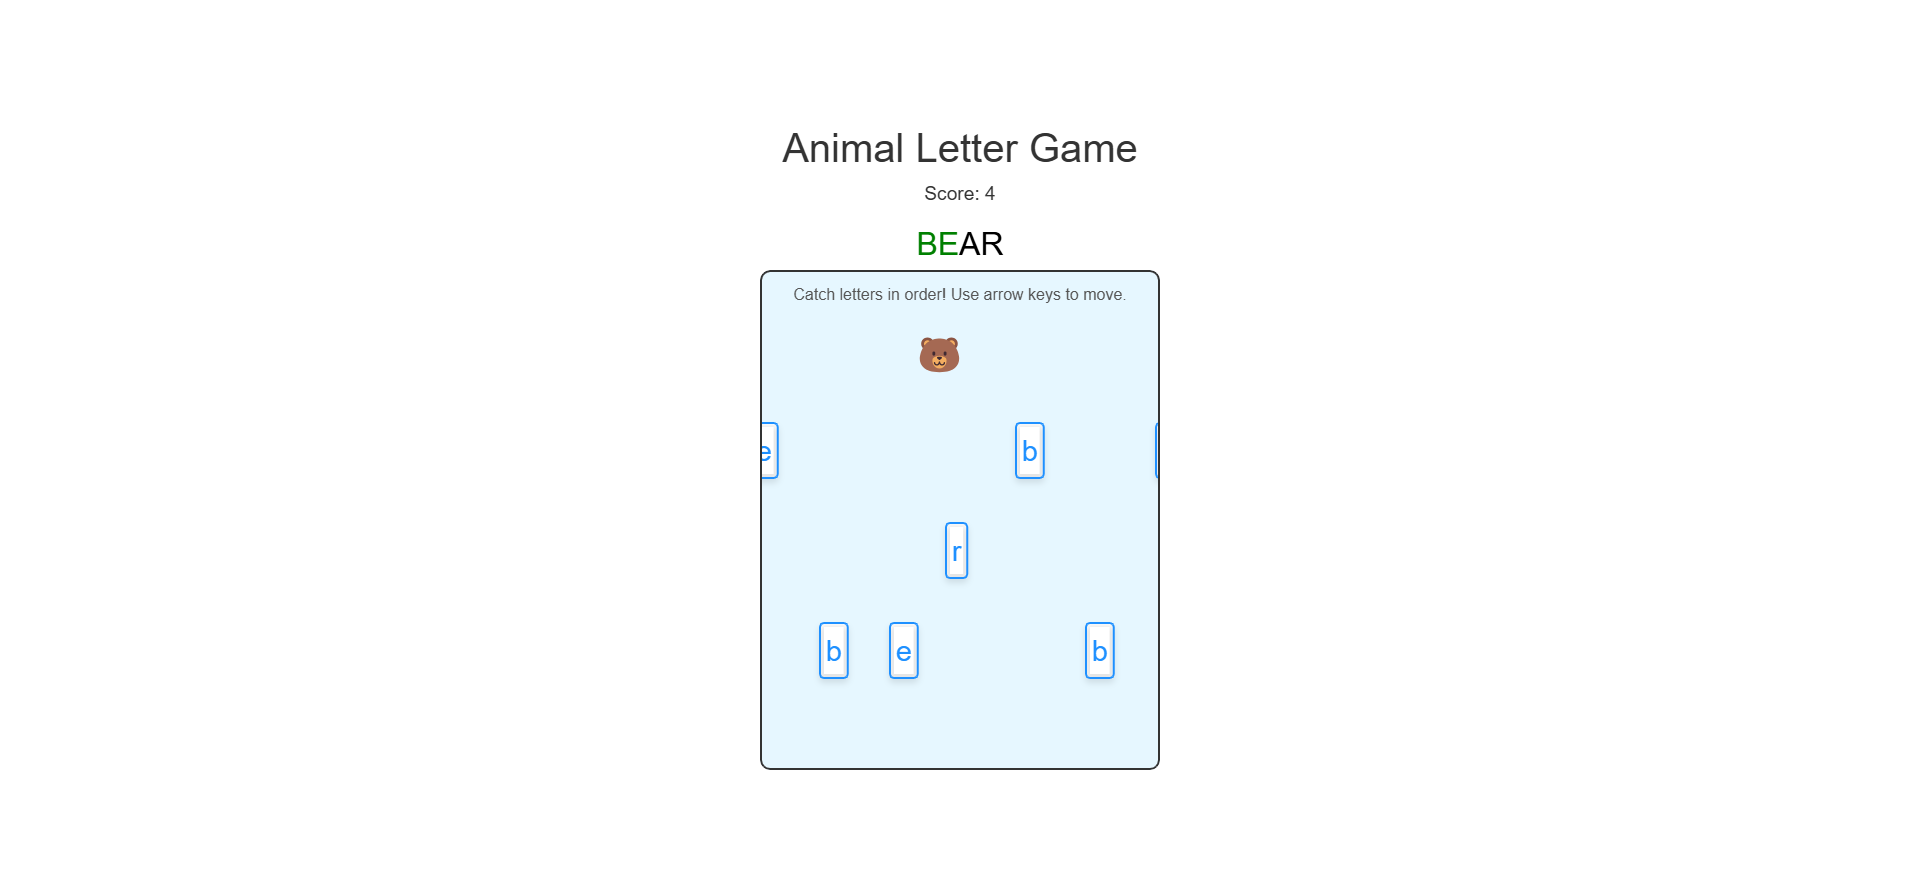 Animal Letter Game
Score: 4
BEAR
Catch letters in order! Use arrow keys to move.
e b
r
b e b